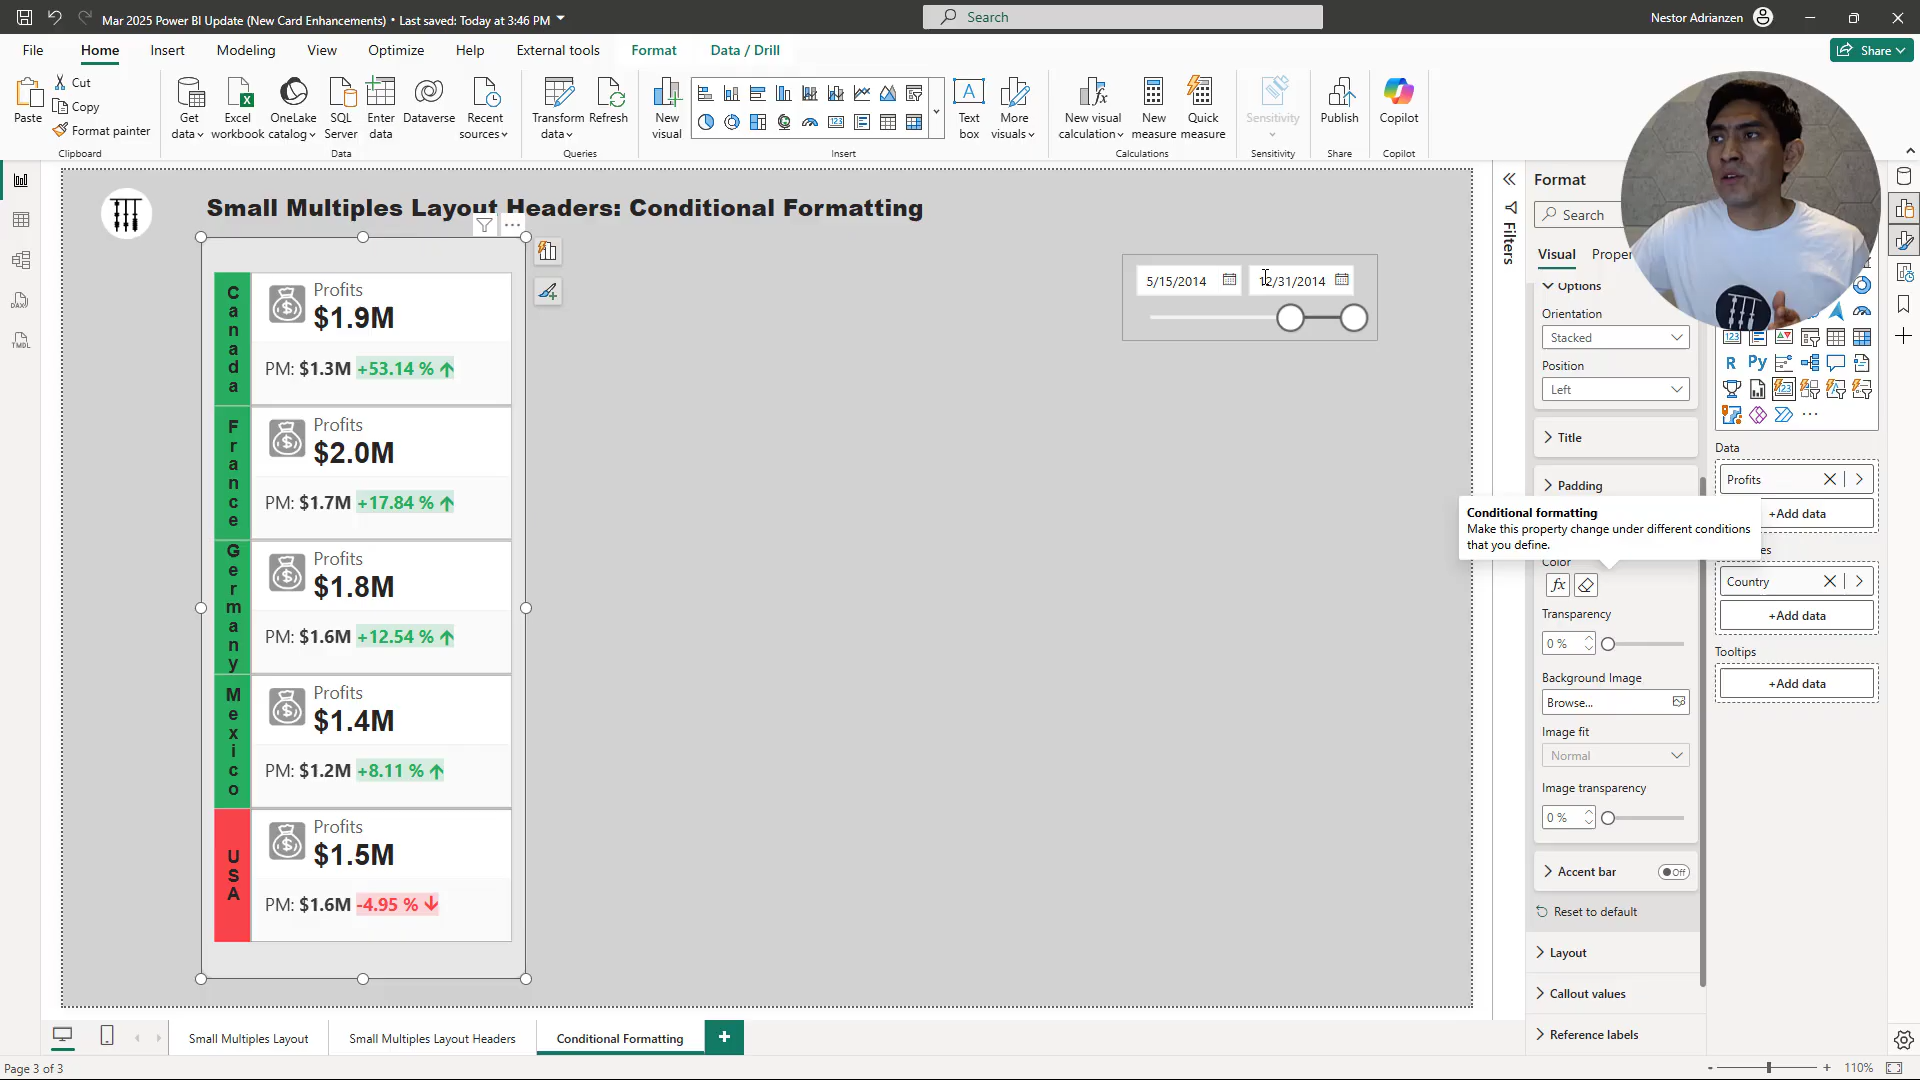 Mar 2025 Power BI Update (New Card Enhancements) • Last saved: Today at 3:46 PM
Search
Nestor Adrianzen
File
Home
Insert
Modeling
View
Optimize
Help
External tools
Format
Data / Drill
Share
Paste
Cut
Copy
Format painter
Clipboard
Get data
Excel workbook
OneLake catalog
SQL Server
Enter data
Dataverse
Recent sources
Data
Transform data
Refresh
Queries
New visual
Text box
More visuals
Insert
New visual calculation
New measure
Quick measure
Calculations
Sensitivity
Sensitivity
Publish
Share
Copilot
Copilot
Small Multiples Layout Headers: Conditional Formatting
5/15/2014
12/31/2014
Canada
Profits
$1.9M
PM: $1.3M +53.14 %
France
Profits
$2.0M
PM: $1.7M +17.84 %
Germany
Profits
$1.8M
PM: $1.6M +12.54 %
Mexico
Profits
$1.4M
PM: $1.2M +8.11 %
USA
Profits
$1.5M
PM: $1.6M -4.95 %
Filters
Format
Search
Visual
Options
Orientation
Stacked
Position
Left
Title
Padding
Conditional formatting
Make this property change under different conditions
that you define.
Color
fx
Transparency
0 %
Background Image
Browse...
Image fit
Normal
Image transparency
0 %
Accent bar
Off
Reset to default
Layout
Callout values
Reference labels
R
Py
Data
Profits
+Add data
Country
+Add data
Tooltips
+Add data
Small Multiples Layout
Small Multiples Layout Headers
Conditional Formatting
Page 3 of 3
110%